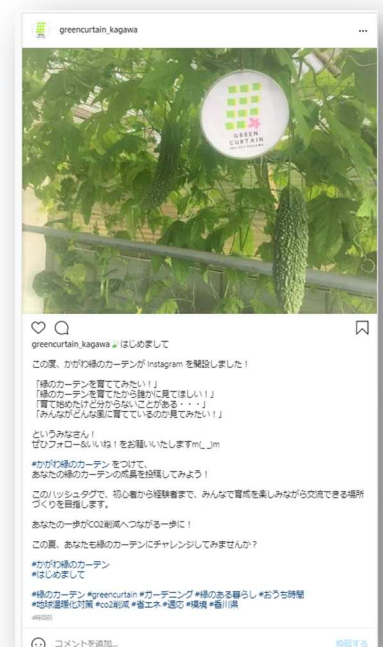 greencurtain_kagawa
GREEN
CURTAIN
greencurtain_kagawa はじめまして
この度、かがわ緑のカーテンが Instagram を開設しました！
「緑のカーテンを育ててみたい！」
「緑のカーテンを育てたから誰かに見てほしい！」
「育て始めたけど分からないことがある・・・」
「みんながどんな風に育てているのか見てみたい！」
というみなさん！
ぜひフォロー&いいね！をお願いいたしますm(_ _)m
#かがわ緑のカーテン をつけて、
あなたの緑のカーテンの成長を投稿してみよう！
このハッシュタグで、初心者から経験者まで、みんなで育成を楽しみながら交流できる場所
づくりを目指します。
あなたの一歩がCO2削減へつながる一歩に！
この夏、あなたも緑のカーテンにチャレンジしてみませんか？
#かがわ緑のカーテン
#はじめまして
#緑のカーテン #greencurtain #ガーデニング #緑のある暮らし #おうち時間
#地球温暖化対策 #co2削減 #省エネ #適応 #環境 #香川県
コメントを追加...
投稿する